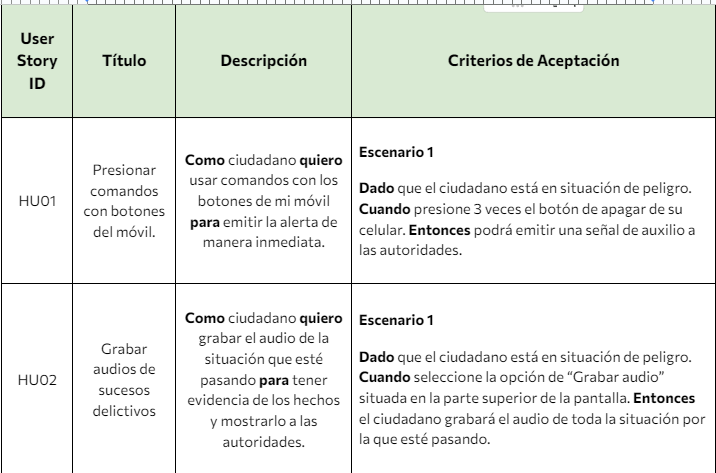 User
Story
ID
Título
Descripción
Criterios de Aceptación
HU01
Presionar
comandos
con botones
del móvil.
Como ciudadano quiero
usar comandos con los
botones de mi móvil
para emitir la alerta de
manera inmediata.
Escenario 1
Dado que el ciudadano está en situación de peligro.
Cuando presione 3 veces el botón de apagar de su
celular. Entonces podrá emitir una señal de auxilio a
las autoridades.
HU02
Grabar
audios de
sucesos
delictivos
Como ciudadano quiero
grabar el audio de la
situación que esté
pasando para tener
evidencia de los hechos
y mostrarlo a las
autoridades.
Escenario 1
Dado que el ciudadano está en situación de peligro.
Cuando seleccione la opción de “Grabar audio”
situada en la parte superior de la pantalla. Entonces
el ciudadano grabará el audio de toda la situación por
la que esté pasando.